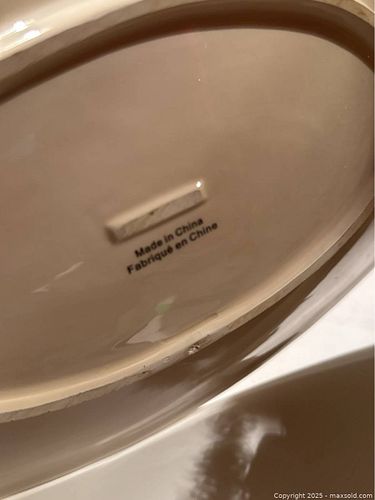 Made in China
Fabriqué en Chine
Copyright 2025 - maxsold.com